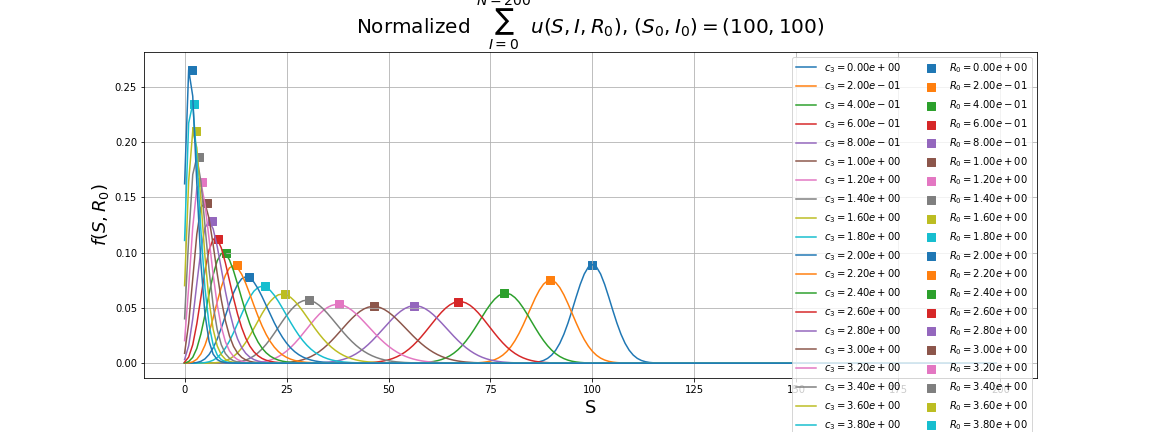 N = 200
Normalized ∑ u(S, I, R₀), (S₀, I₀) = (100, 100)
I = 0
f(S, R₀)
0.25
0.20
0.15
0.10
0.05
0.00
0 25 50 75 100 125
S
c₃ = 0.00e+00 R₀ = 0.00e+00
c₃ = 2.00e−01 R₀ = 2.00e−01
c₃ = 4.00e−01 R₀ = 4.00e−01
c₃ = 6.00e−01 R₀ = 6.00e−01
c₃ = 8.00e−01 R₀ = 8.00e−01
c₃ = 1.00e+00 R₀ = 1.00e+00
c₃ = 1.20e+00 R₀ = 1.20e+00
c₃ = 1.40e+00 R₀ = 1.40e+00
c₃ = 1.60e+00 R₀ = 1.60e+00
c₃ = 1.80e+00 R₀ = 1.80e+00
c₃ = 2.00e+00 R₀ = 2.00e+00
c₃ = 2.20e+00 R₀ = 2.20e+00
c₃ = 2.40e+00 R₀ = 2.40e+00
c₃ = 2.60e+00 R₀ = 2.60e+00
c₃ = 2.80e+00 R₀ = 2.80e+00
c₃ = 3.00e+00 R₀ = 3.00e+00
c₃ = 3.20e+00 R₀ = 3.20e+00
c₃ = 3.40e+00 R₀ = 3.40e+00
c₃ = 3.60e+00 R₀ = 3.60e+00
c₃ = 3.80e+00 R₀ = 3.80e+00